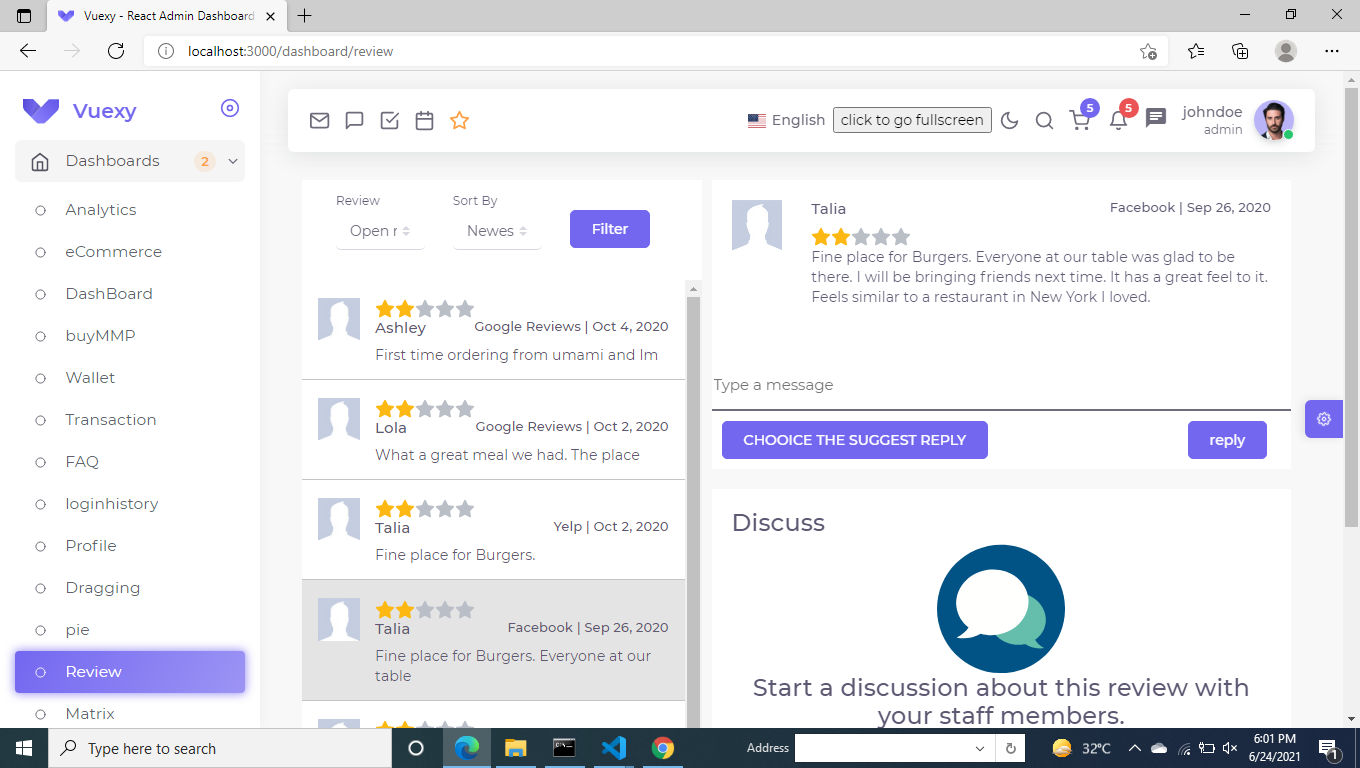 Vuexy - React Admin Dashboard
localhost:3000/dashboard/review
Vuexy
Dashboards 2
Analytics
eCommerce
DashBoard
buyMMP
Wallet
Transaction
FAQ
loginhistory
Profile
Dragging
pie
Review
Matrix
English click to go fullscreen 5 5 johndoe
admin
Review Sort By
Open r Newes Filter
Ashley Google Reviews | Oct 4, 2020
First time ordering from umami and Im
Lola Google Reviews | Oct 2, 2020
What a great meal we had. The place
Talia Yelp | Oct 2, 2020
Fine place for Burgers.
Talia Facebook | Sep 26, 2020
Fine place for Burgers. Everyone at our
table
Talia Facebook | Sep 26, 2020
Fine place for Burgers. Everyone at our table was glad to be
there. I will be bringing friends next time. It has a great feel to it.
Feels similar to a restaurant in New York I loved.
Type a message
CHOOICE THE SUGGEST REPLY reply
Discuss
Start a discussion about this review with
your staff members.
Type here to search
Address
32°C
6:01 PM
6/24/2021
1